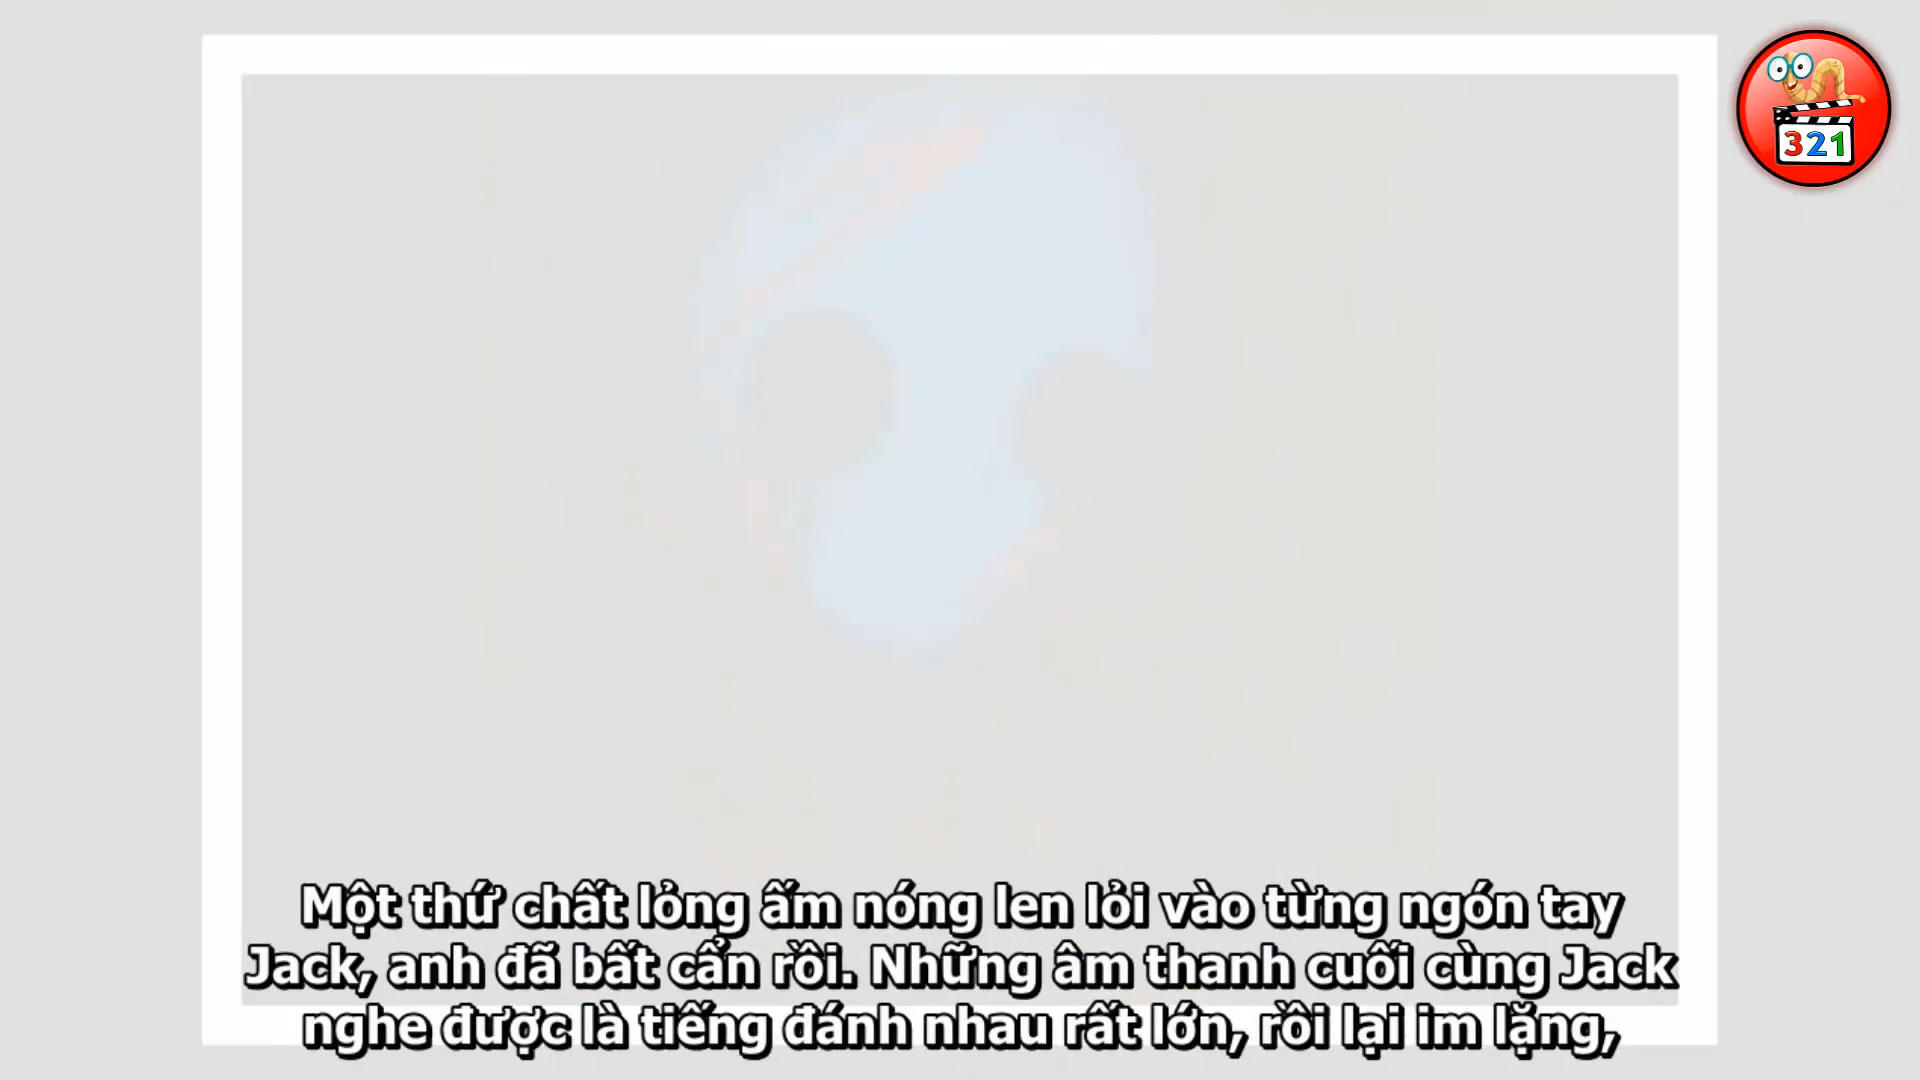 321
Một thứ chất lỏng ấm nóng len lỏi vào từng ngón tay
Jack, anh đã bất cẩn rồi. Những âm thanh cuối cùng Jack
nghe được là tiếng đánh nhau rất lớn, rồi lại im lặng,